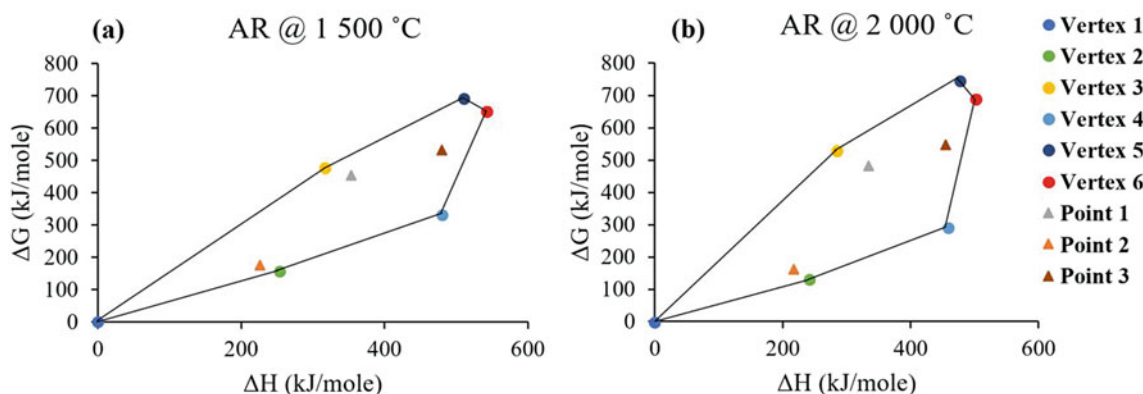 (a) AR @ 1 500 °C
ΔG (kJ/mole)
800
700
600
500
400
300
200
100
0
0 200 400 600
ΔH (kJ/mole)
(b) AR @ 2 000 °C
ΔG (kJ/mole)
800
700
600
500
400
300
200
100
0
0 200 400 600
ΔH (kJ/mole)
Vertex 1
Vertex 2
Vertex 3
Vertex 4
Vertex 5
Vertex 6
Point 1
Point 2
Point 3